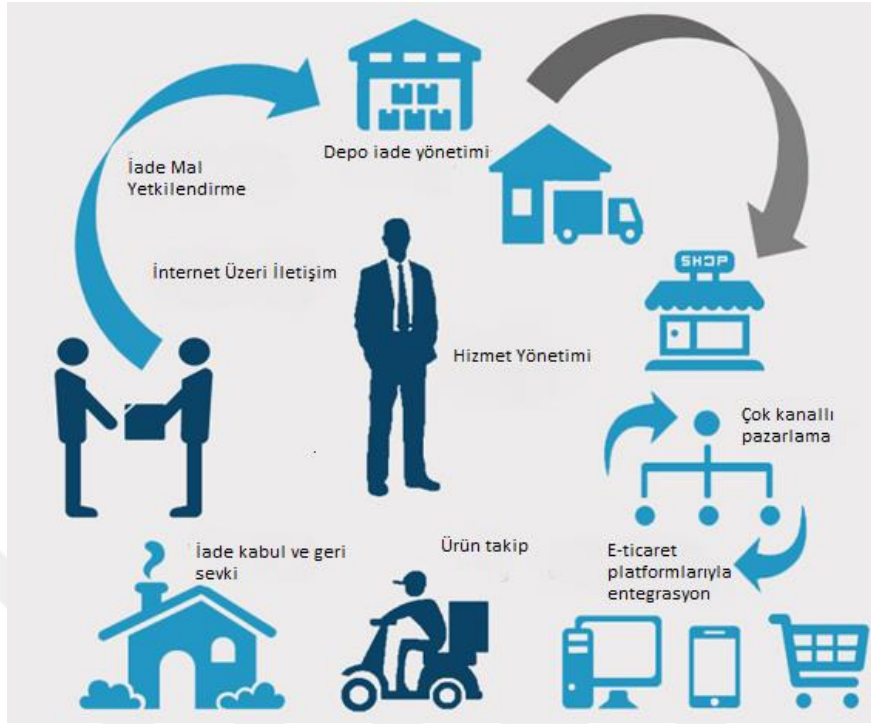 Depo iade yönetimi
İade Mal
Yetkilendirme
İnternet Üzeri İletişim
SHOP
Hizmet Yönetimi
Çok kanallı
pazarlama
İade kabul ve geri
sevki
Ürün takip
E-ticaret
platformlarıyla
entegrasyon